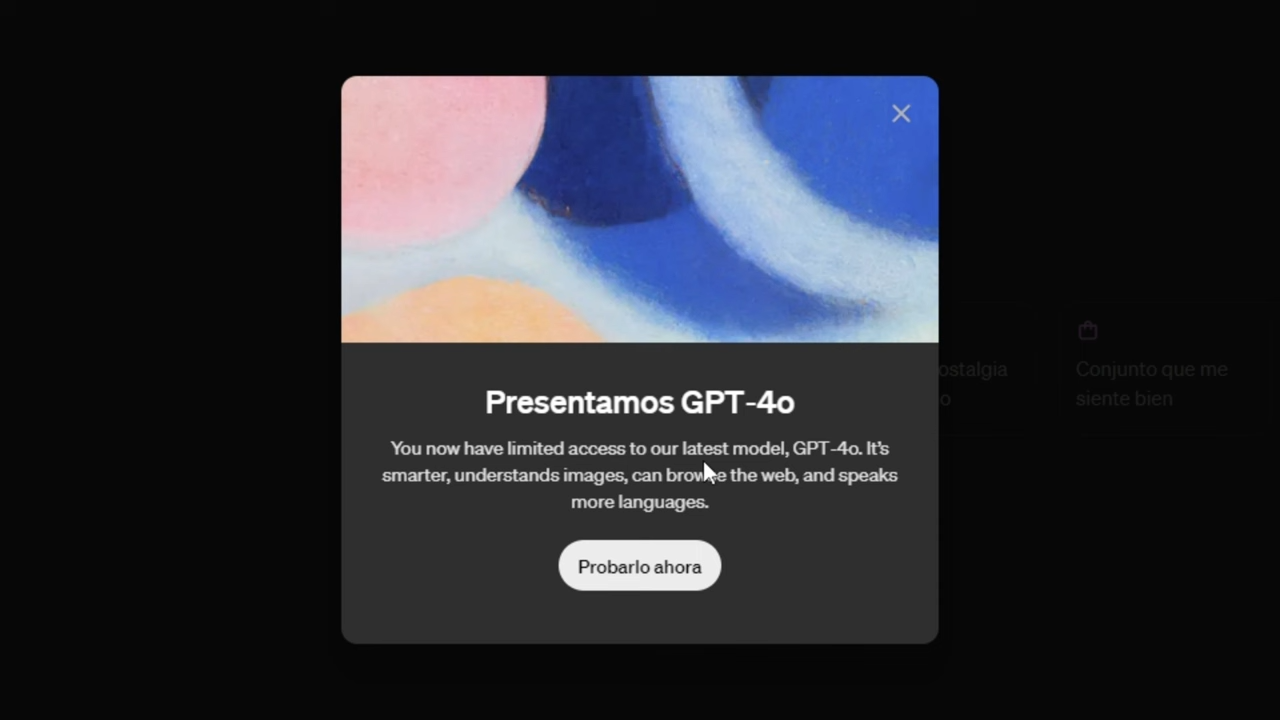 Presentamos GPT-4o
You now have limited access to our latest model, GPT-4o. It's
smarter, understands images, can browse the web, and speaks
more languages.
Probarlo ahora
ostalgia
o
Conjunto que me
siente bien